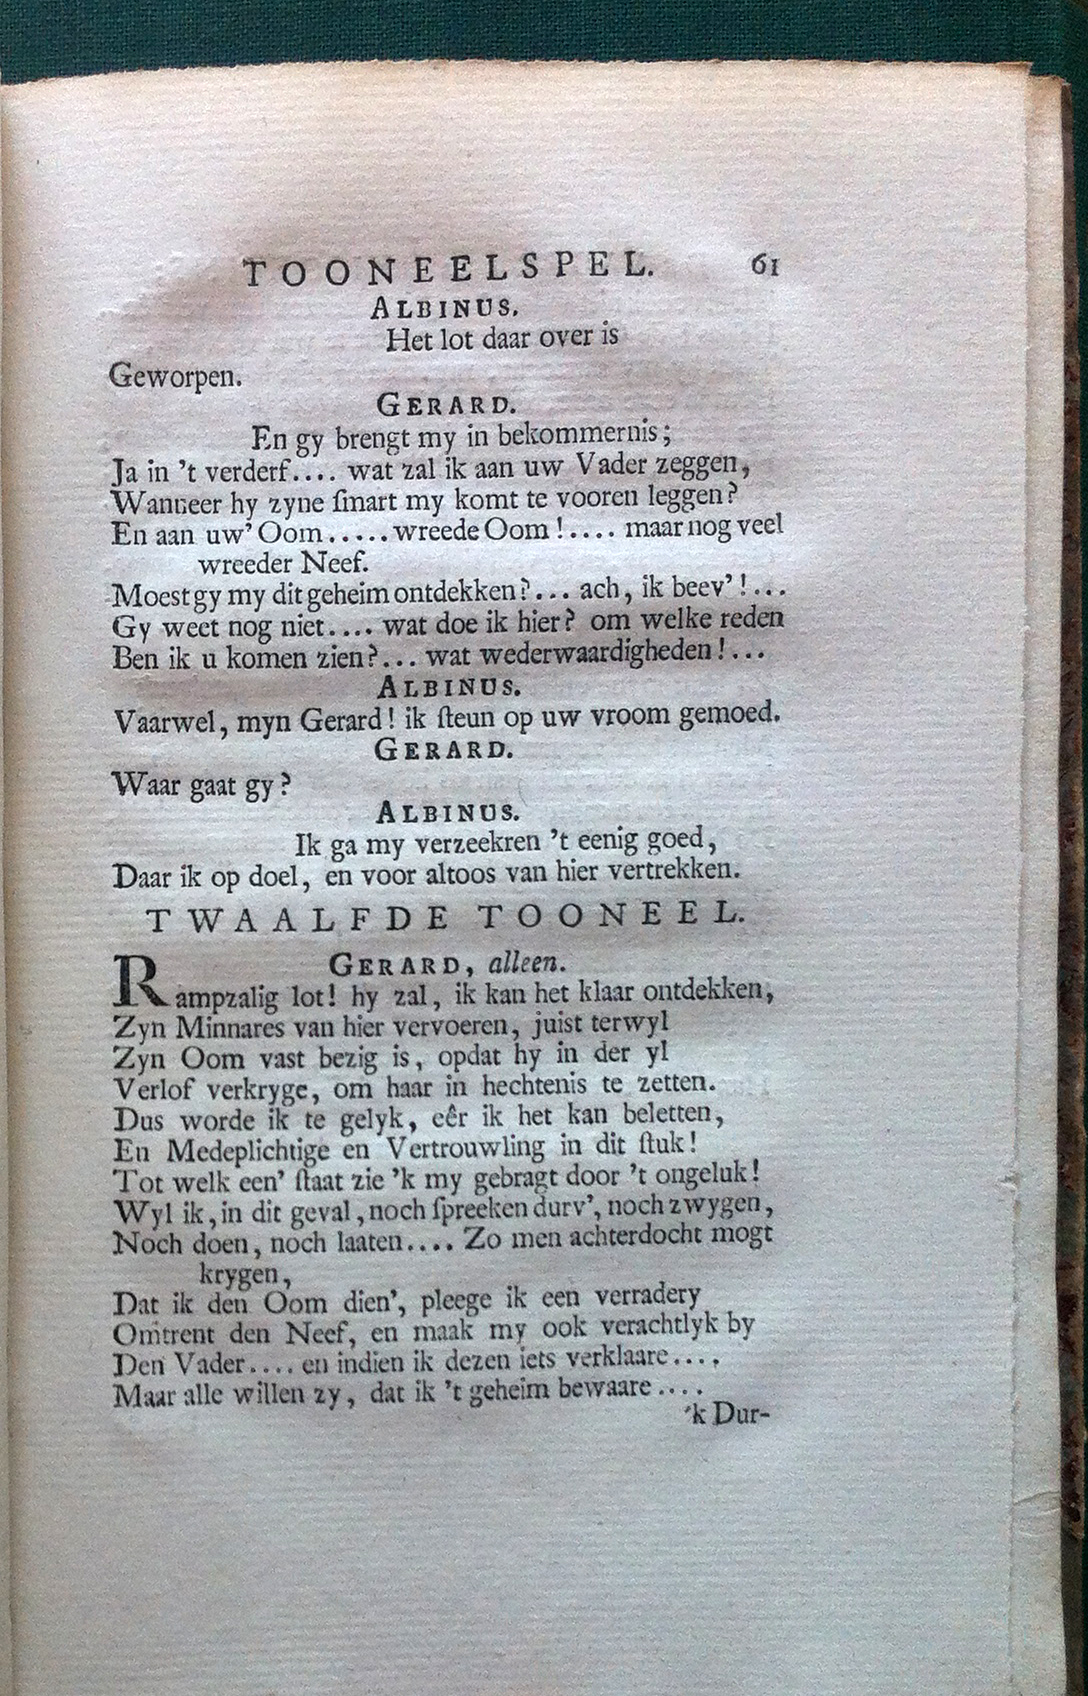 TOONEELSPEL. 61
ALBINUS.
Het lot daar over is
Geworpen.
GERARD.
En gy brengt my in bekommernis;
Ja in 't verderf.... wat zal ik aan uw Vader zeggen,
Wanneer hy zyne ſmart my komt te vooren leggen?
En aan uw' Oom.....wreede Oom!.... maar nog veel
wreeder Neef.
Moest gy my dit geheim ontdekken?... ach, ik beev'!...
Gy weet nog niet.... wat doe ik hier? om welke reden
Ben ik u komen zien?... wat wederwaardigheden!...
ALBINUS.
Vaarwel, myn Gerard! ik ſteun op uw vroom gemoed.
GERARD.
Waar gaat gy?
ALBINUS.
Ik ga my verzeekren 't eenig goed,
Daar ik op doel, en voor altoos van hier vertrekken.
TWAALFDE TOONEEL.
GERARD, alleen.
Rampzalig lot! hy zal, ik kan het klaar ontdekken,
Zyn Minnares van hier vervoeren, juist terwyl
Zyn Oom vast bezig is, opdat hy in der yl
Verlof verkryge, om haar in hechtenis te zetten.
Dus worde ik te gelyk, eêr ik het kan beletten,
En Medeplichtige en Vertrouwling in dit ſtuk!
Tot welk een' ſtaat zie 'k my gebragt door 't ongeluk!
Wyl ik, in dit geval, noch ſpreeken durv', noch zwygen,
Noch doen, noch laaten.... Zo men achterdocht mogt
krygen,
Dat ik den Oom dien', pleege ik een verradery
Omtrent den Neef, en maak my ook verachtlyk by
Den Vader.... en indien ik dezen iets verklaare....
Maar alle willen zy, dat ik 't geheim bewaare....
'k Dur-